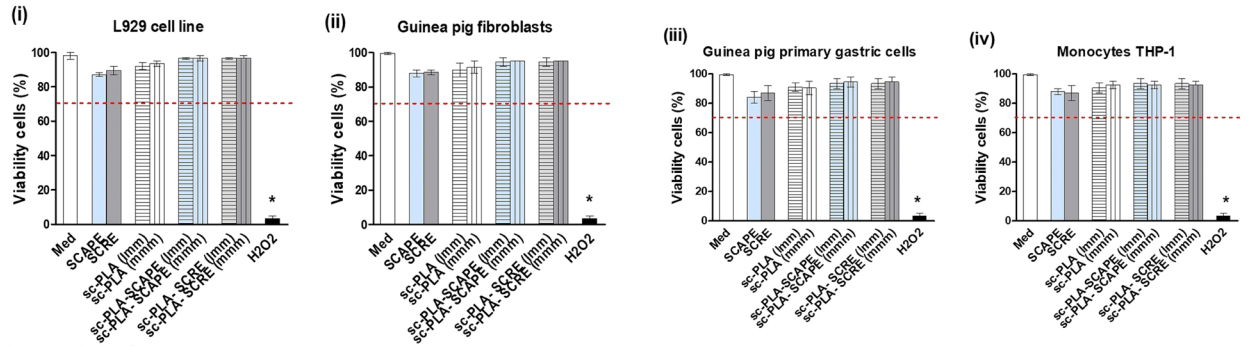 (i)
L929 cell line
Viability cells (%)
100
80
60
40
20
0
Med
SCAPE
SCRE
sc-PLA (lmm)
sc-PLA (mmm)
sc-PLA-SCAPE (lmm)
sc-PLA- SCAPE (mmm)
sc-PLA- SCRE (lmm)
sc-PLA- SCRE (mmm)
H2O2
*
(ii)
Guinea pig fibroblasts
Viability cells (%)
100
80
60
40
20
0
Med
SCAPE
SCRE
sc-PLA (lmm)
sc-PLA (mmm)
sc-PLA-SCAPE (lmm)
sc-PLA- SCAPE (mmm)
sc-PLA- SCRE (lmm)
sc-PLA- SCRE (mmm)
H2O2
*
(iii)
Guinea pig primary gastric cells
Viability cells (%)
100
80
60
40
20
0
Med
SCAPE
SCRE
sc-PLA (lmm)
sc-PLA (mmm)
sc-PLA-SCAPE (lmm)
sc-PLA- SCAPE (mmm)
sc-PLA- SCRE (lmm)
sc-PLA- SCRE (mmm)
H2O2
*
(iv)
Monocytes THP-1
Viability cells (%)
100
80
60
40
20
0
Med
SCAPE
SCRE
sc-PLA (lmm)
sc-PLA (mmm)
sc-PLA-SCAPE (lmm)
sc-PLA- SCAPE (mmm)
sc-PLA- SCRE (lmm)
sc-PLA- SCRE (mmm)
H2O2
*